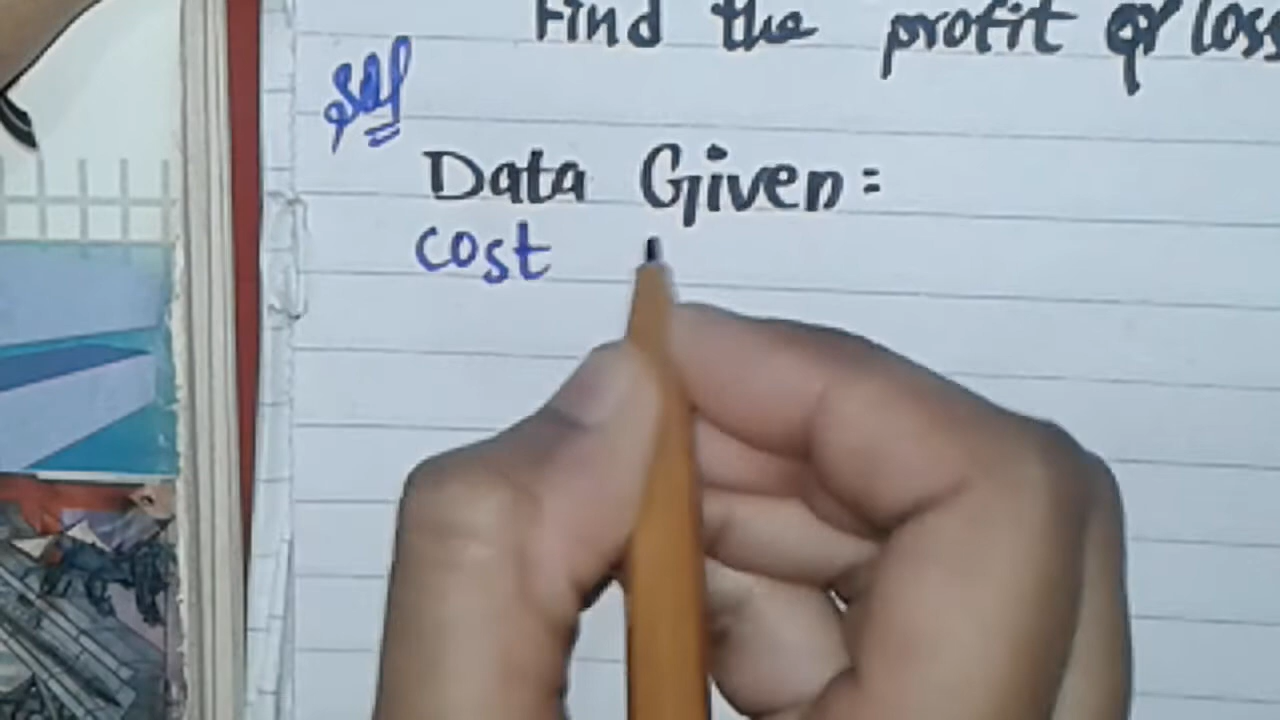 Find the profit or loss
Sol
Data Given:
cost